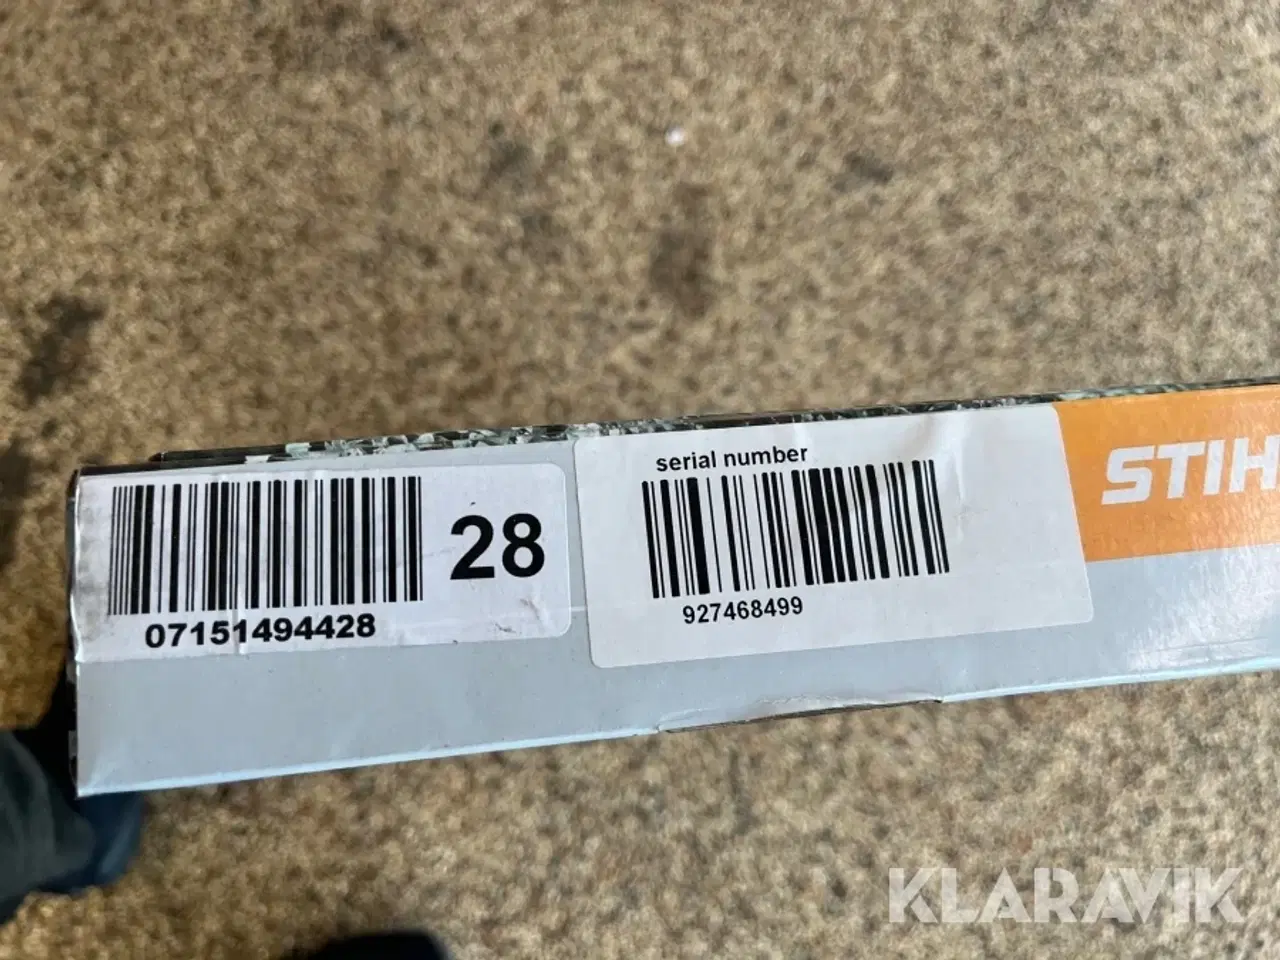 28
07151494428
serial number
927468499
STIH
KLARAVIK